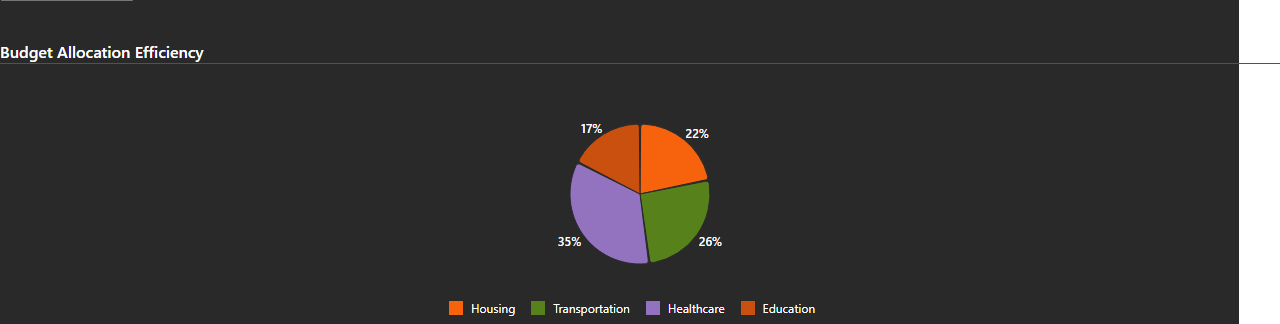 Budget Allocation Efficiency
17%
22%
35%
26%
Housing Transportation Healthcare Education